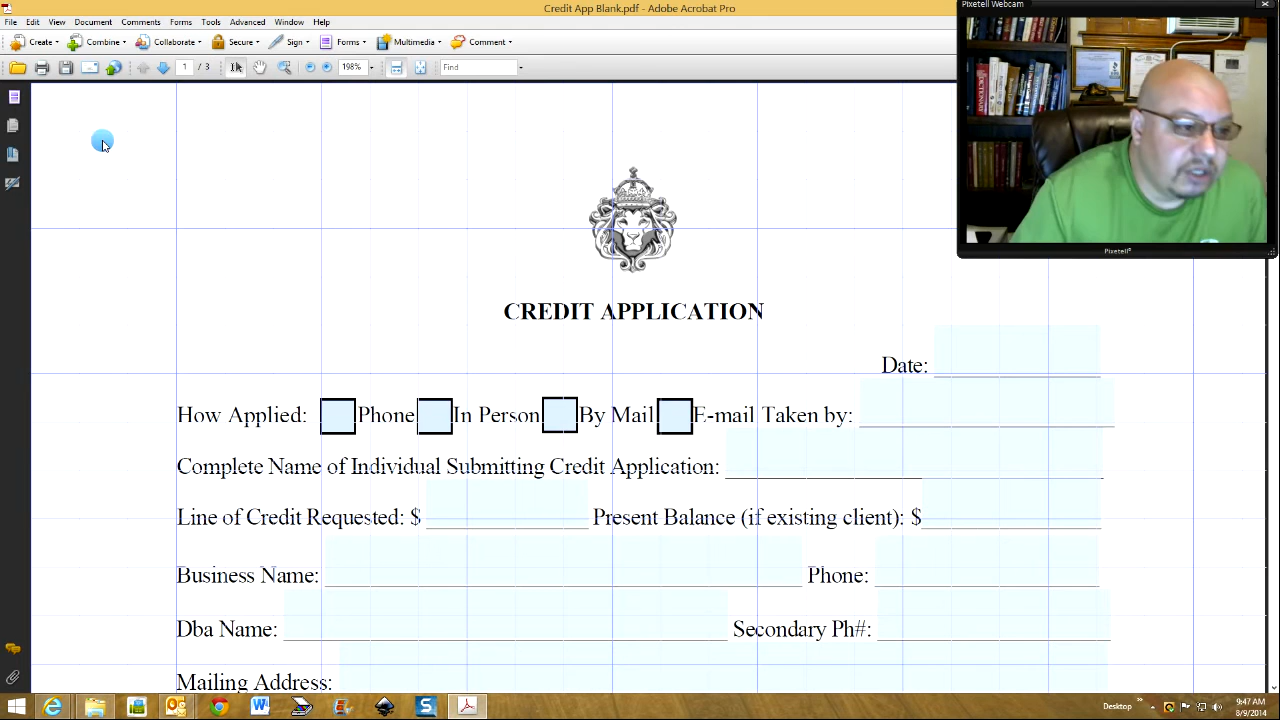 Credit App Blank.pdf - Adobe Acrobat Pro
Pixetell Webcam
File Edit View Document Comments Forms Tools Advanced Window Help
Create Combine Collaborate Secure Sign Forms Multimedia Comment
1 / 3 198% Find
DICTIONARY
Pixetell
CREDIT APPLICATION
Date:
How Applied: Phone In Person By Mail E-mail Taken by:
Complete Name of Individual Submitting Credit Application:
Line of Credit Requested: $ Present Balance (if existing client): $
Business Name: Phone:
Dba Name: Secondary Ph#:
Mailing Address:
Desktop
9:47 AM
8/9/2014